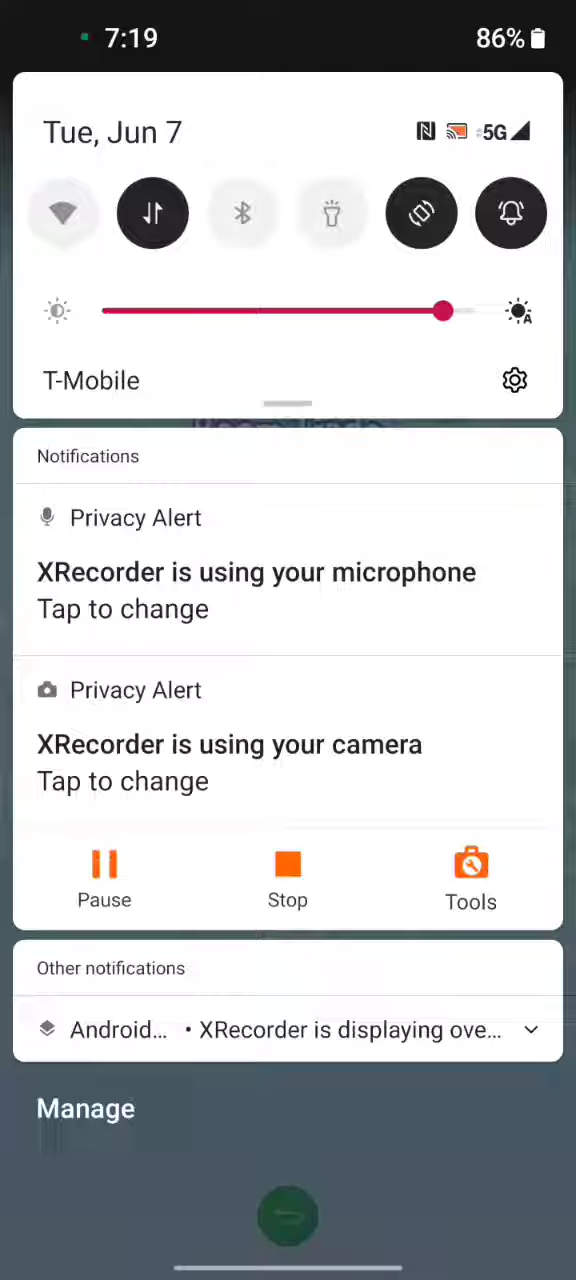 7:19
86%
Tue, Jun 7
5G
T-Mobile
Notifications
Privacy Alert
XRecorder is using your microphone
Tap to change
Privacy Alert
XRecorder is using your camera
Tap to change
Pause
Stop
Tools
Other notifications
Android... • XRecorder is displaying ove...
Manage